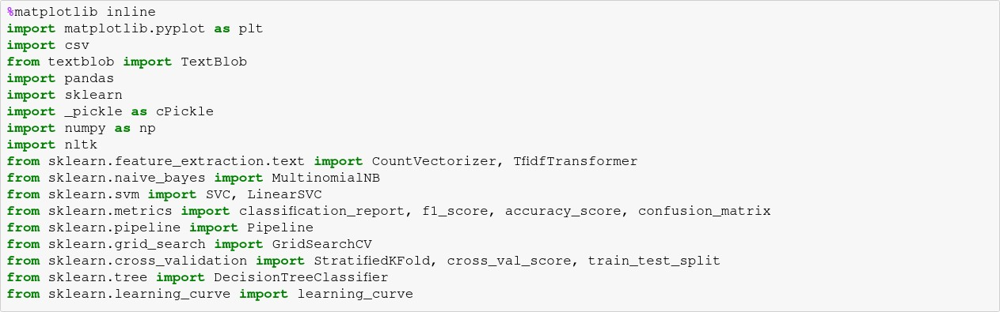 %matplotlib inline
import matplotlib.pyplot as plt
import csv
from textblob import TextBlob
import pandas
import sklearn
import _pickle as cPickle
import numpy as np
import nltk
from sklearn.feature_extraction.text import CountVectorizer, TfidfTransformer
from sklearn.naive_bayes import MultinomialNB
from sklearn.svm import SVC, LinearSVC
from sklearn.metrics import classification_report, f1_score, accuracy_score, confusion_matrix
from sklearn.pipeline import Pipeline
from sklearn.grid_search import GridSearchCV
from sklearn.cross_validation import StratifiedKFold, cross_val_score, train_test_split
from sklearn.tree import DecisionTreeClassifier
from sklearn.learning_curve import learning_curve